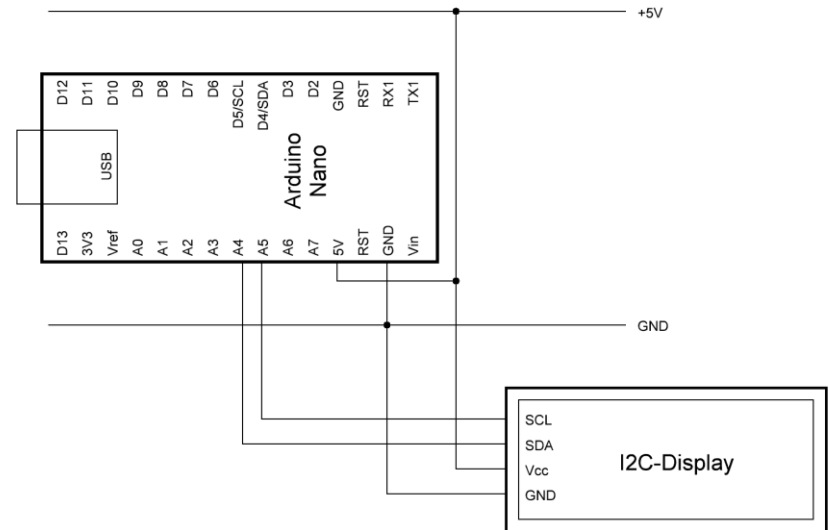 +5V
D12
D11
D10
D9
D8
D7
D6
D5/SCL
D4/SDA
D3
D2
GND
RST
RX1
TX1
USB
Arduino
Nano
D13
3V3
Vref
A0
A1
A2
A3
A4
A5
A6
A7
5V
RST
GND
Vin
GND
SCL
SDA
Vcc
GND
I2C-Display